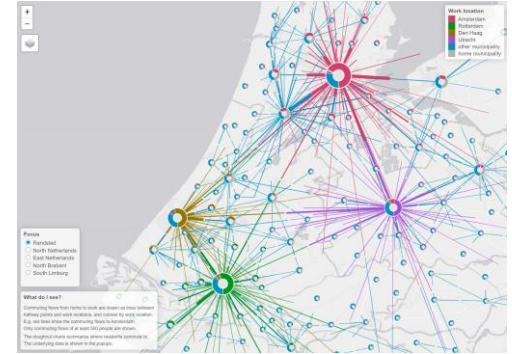 +
−
Work location
Amsterdam
Rotterdam
Den Haag
Utrecht
other municipality
home municipality
Focus
Randstad
North Netherlands
East Netherlands
North Brabant
South Limburg
What do I see?
Commuting flows from home to work are drawn as lines between
halfway points and work locations, and colored by work location.
E.g. red lines show the commuting flows to Amsterdam.
Only commuting flows of at least 500 people are shown.
The doughnut charts summarize where residents commute to.
The underlying data is shown in the popups.